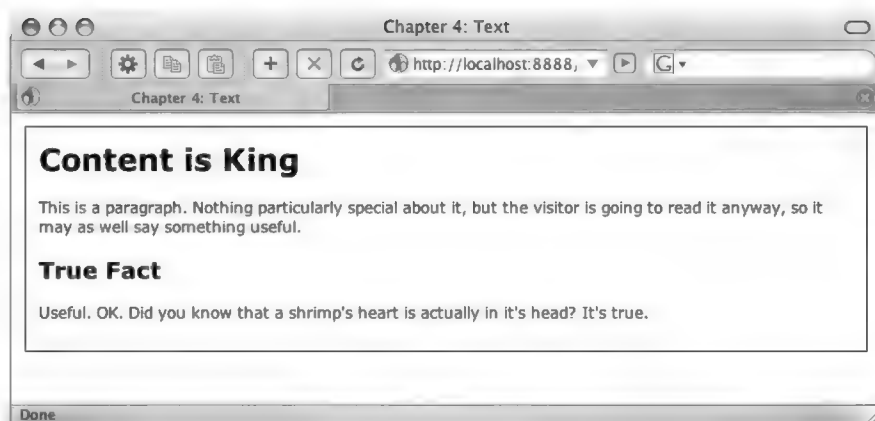 Chapter 4: Text
http://localhost:8888,
G
Chapter 4: Text
Content is King
This is a paragraph. Nothing particularly special about it, but the visitor is going to read it anyway, so it
may as well say something useful.
True Fact
Useful. OK. Did you know that a shrimp's heart is actually in it's head? It's true.
Done